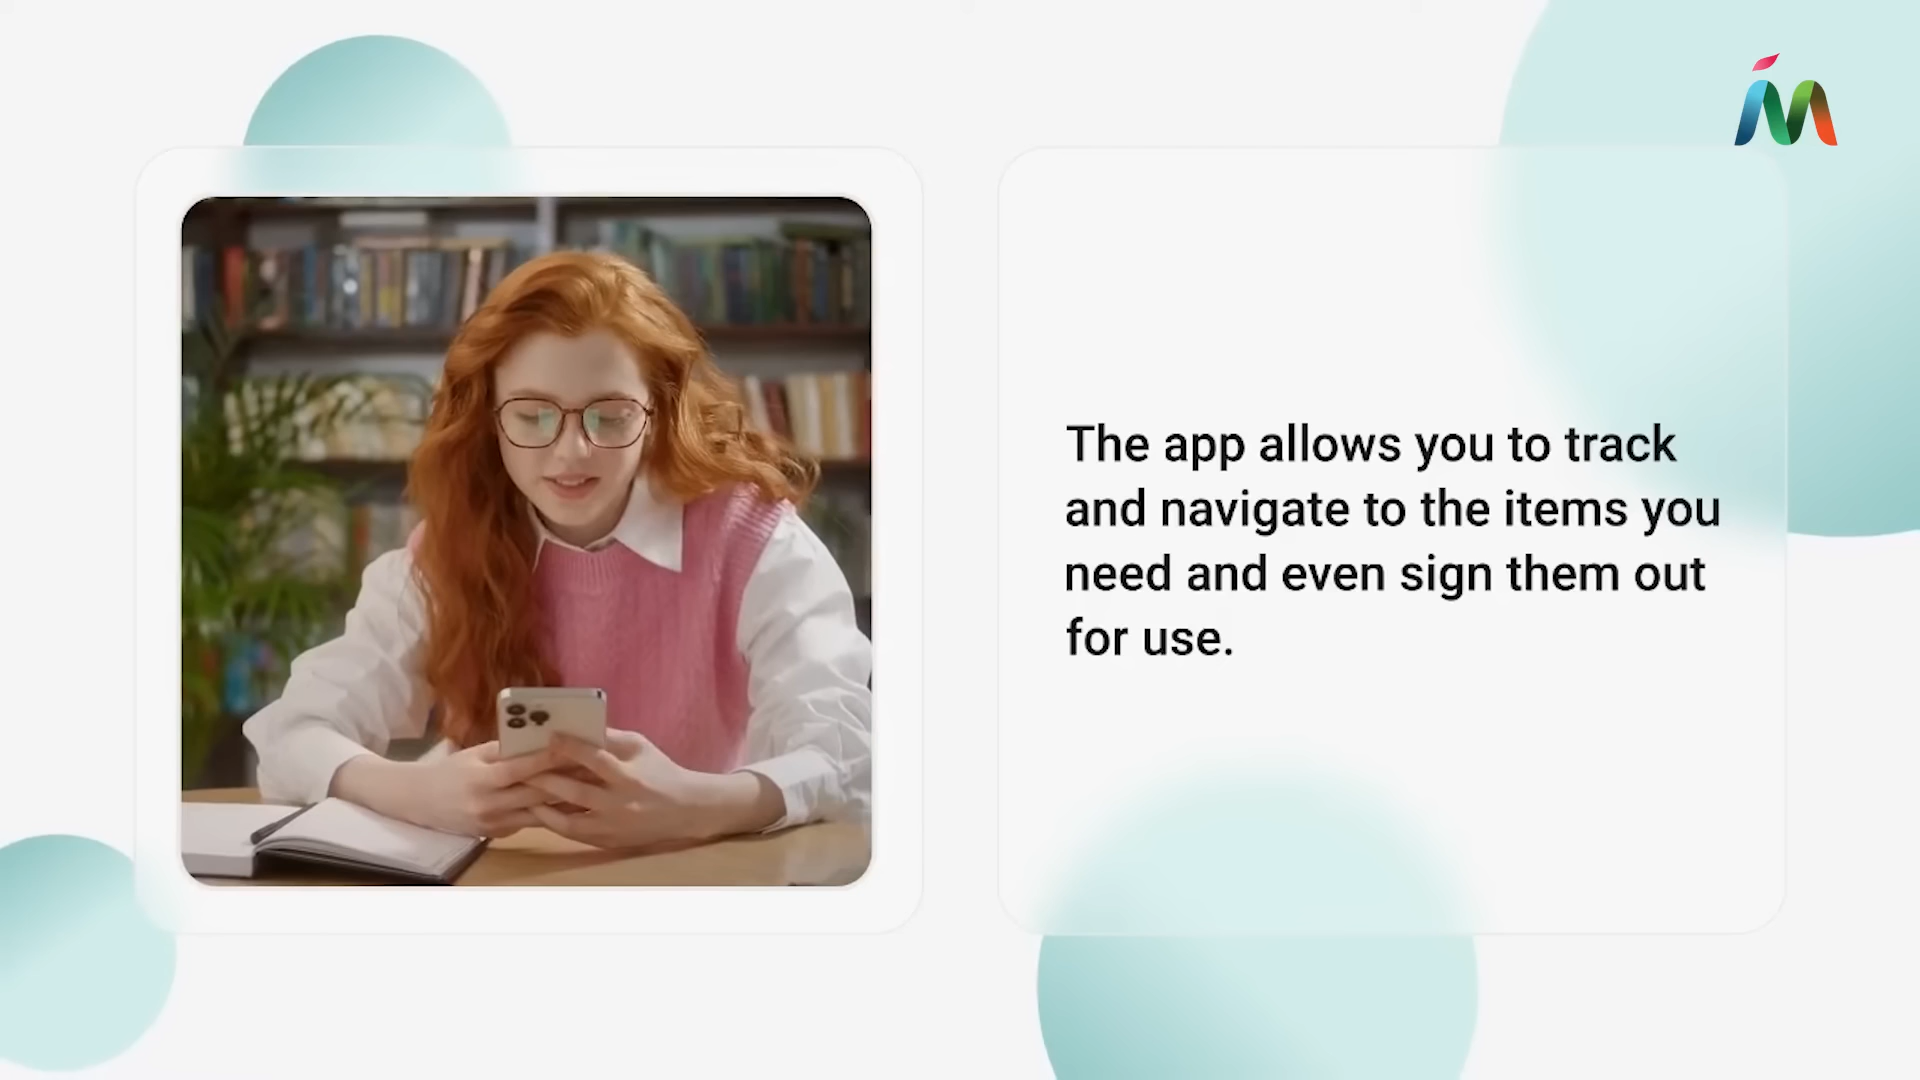 The app allows you to track
and navigate to the items you
need and even sign them out
for use.